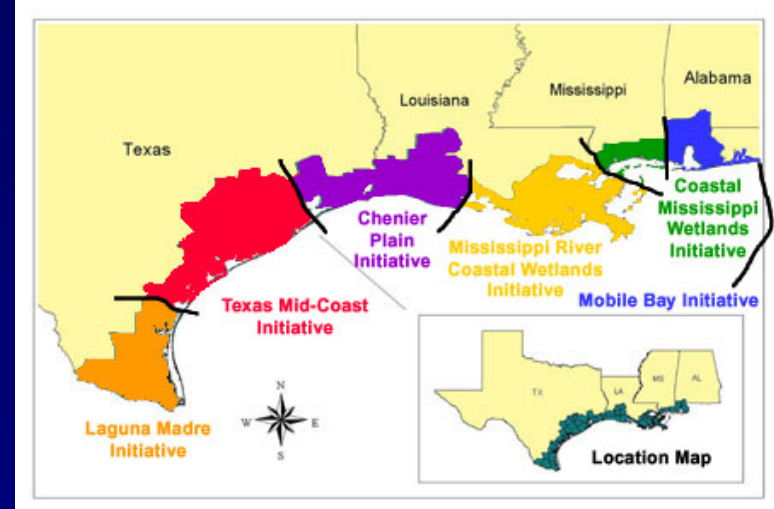 Alabama
Mississippi
Louisiana
Texas
Coastal
Mississippi
Wetlands
Initiative
Chenier
Plain
Initiative
Mississippi River
Coastal Wetlands
Initiative
Mobile Bay Initiative
Texas Mid-Coast
Initiative
Laguna Madre
Initiative
N
W E
S
TX
LA
MS
AL
Location Map